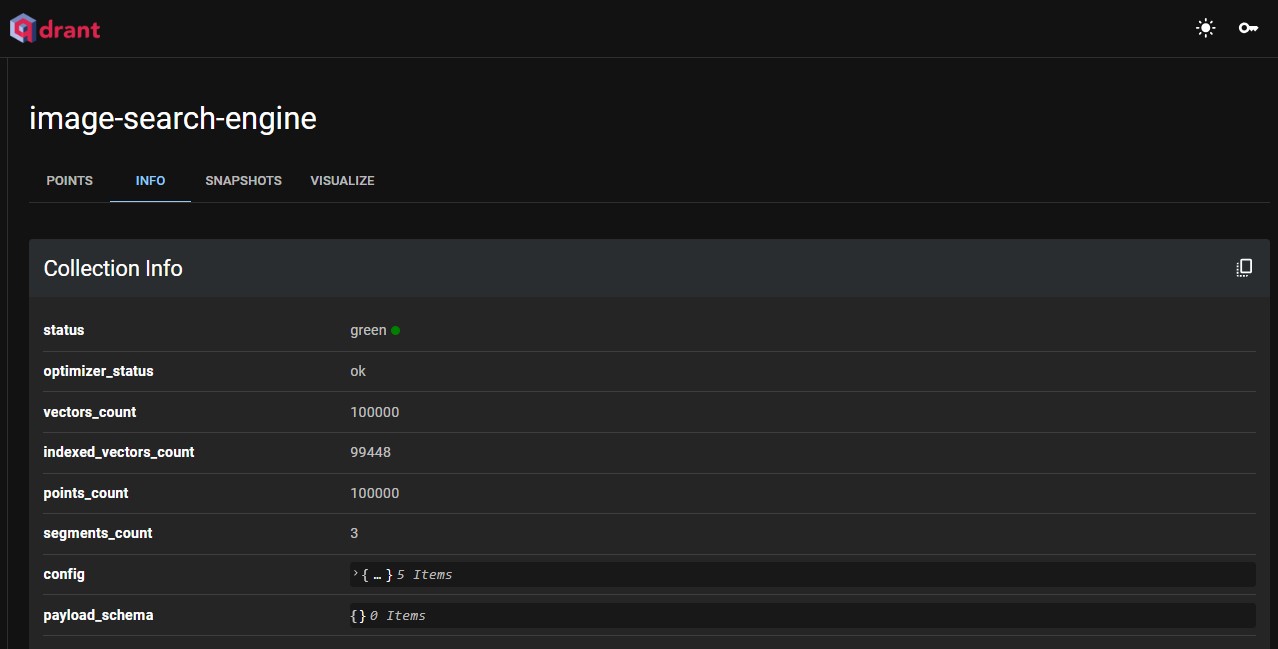 qdrant
image-search-engine
POINTS INFO SNAPSHOTS VISUALIZE
Collection Info
status green
optimizer_status ok
vectors_count 100000
indexed_vectors_count 99448
points_count 100000
segments_count 3
config { … } 5 Items
payload_schema {} 0 Items